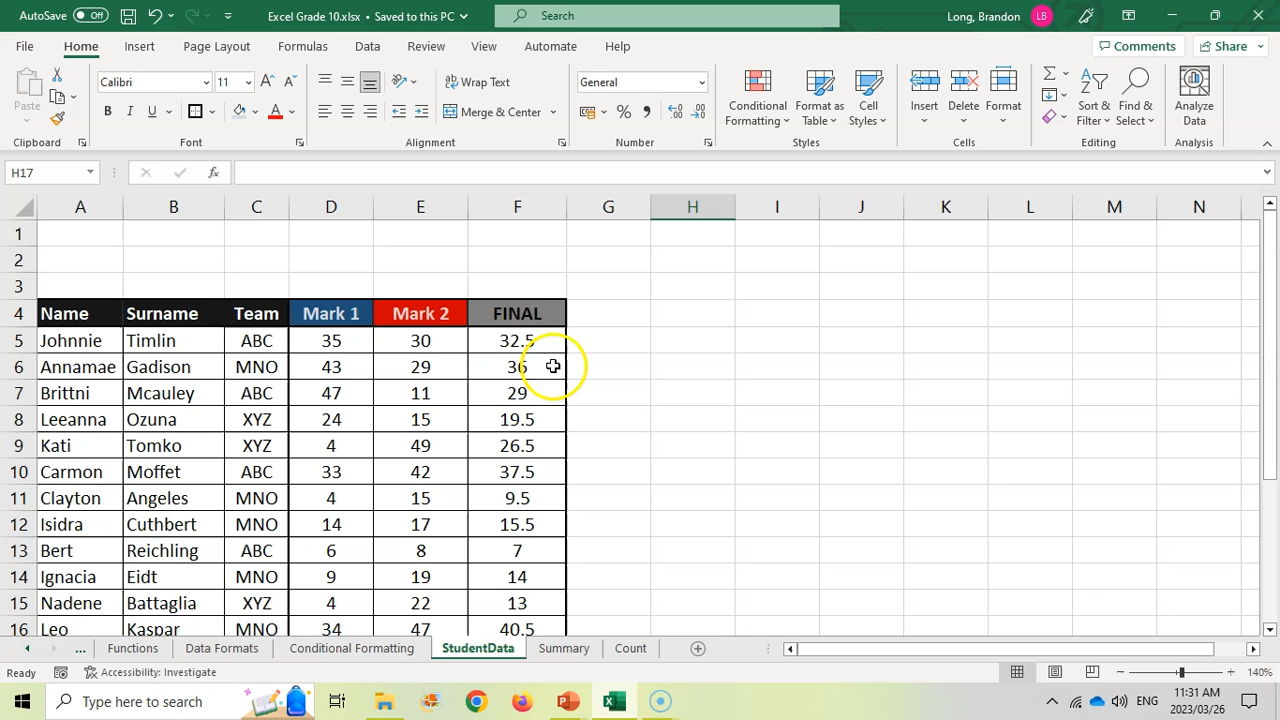 AutoSave Off Excel Grade 10.xlsx • Saved to this PC Search Long, Brandon LB
File Home Insert Page Layout Formulas Data Review View Automate Help Comments Share
Paste Calibri 11 A A Wrap Text General Conditional Formatting Format as Table Cell Styles Insert Delete Format Sort & Filter Find & Select Analyze Data
B I U A Merge & Center % 9
Clipboard Font Alignment Number Styles Cells Editing Analysis
H17 fx
A B C D E F G H I J K L M N
1
2
3
4 Name Surname Team Mark 1 Mark 2 FINAL
5 Johnnie Timlin ABC 35 30 32.5
6 Annamae Gadison MNO 43 29 36
7 Brittni Mcauley ABC 47 11 29
8 Leeanna Ozuna XYZ 24 15 19.5
9 Kati Tomko XYZ 4 49 26.5
10 Carmon Moffet ABC 33 42 37.5
11 Clayton Angeles MNO 4 15 9.5
12 Isidra Cuthbert MNO 14 17 15.5
13 Bert Reichling ABC 6 8 7
14 Ignacia Eidt MNO 9 19 14
15 Nadene Battaglia XYZ 4 22 13
16 Leo Kaspar MNO 34 47 40.5
... Functions Data Formats Conditional Formatting StudentData Summary Count
Ready Accessibility: Investigate 140%
Type here to search ENG 11:31 AM
2023/03/26